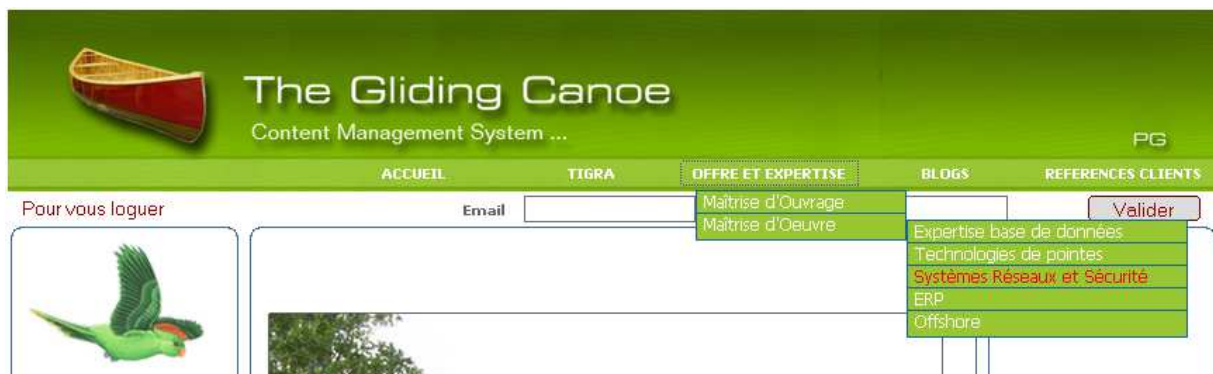 The Gliding Canoe
Content Management System ...
PG
ACCUEIL TIGRA OFFRE ET EXPERTISE BLOGS REFERENCES CLIENTS
Pour vous loguer Email Valider
Maîtrise d'Ouvrage
Maîtrise d'Oeuvre
Expertise base de données
Technologies de pointes
Systèmes Réseaux et Sécurité
ERP
Offshore